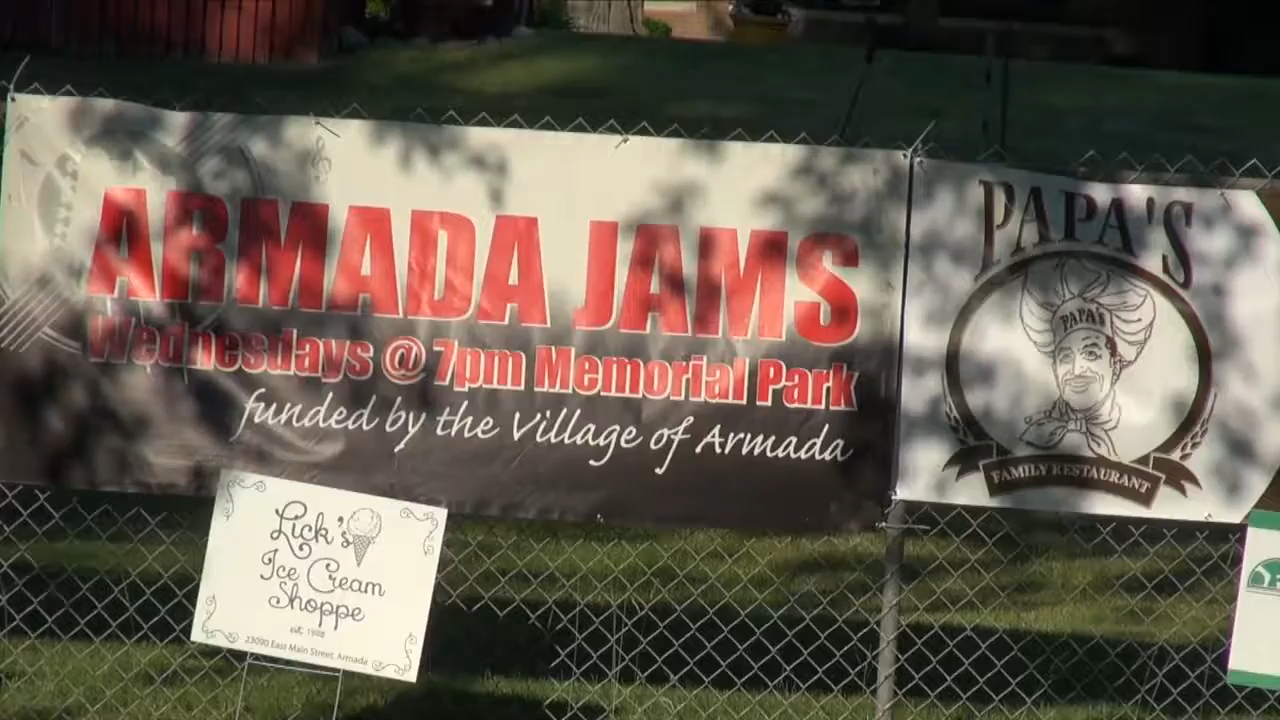 ARMADA JAMS
Wednesdays @ 7pm Memorial Park
funded by the Village of Armada
PAPA'S
PAPA'S
FAMILY RESTAURANT
Lick's
Ice Cream
Shoppe
est. 1988
23090 East Main Street, Armada